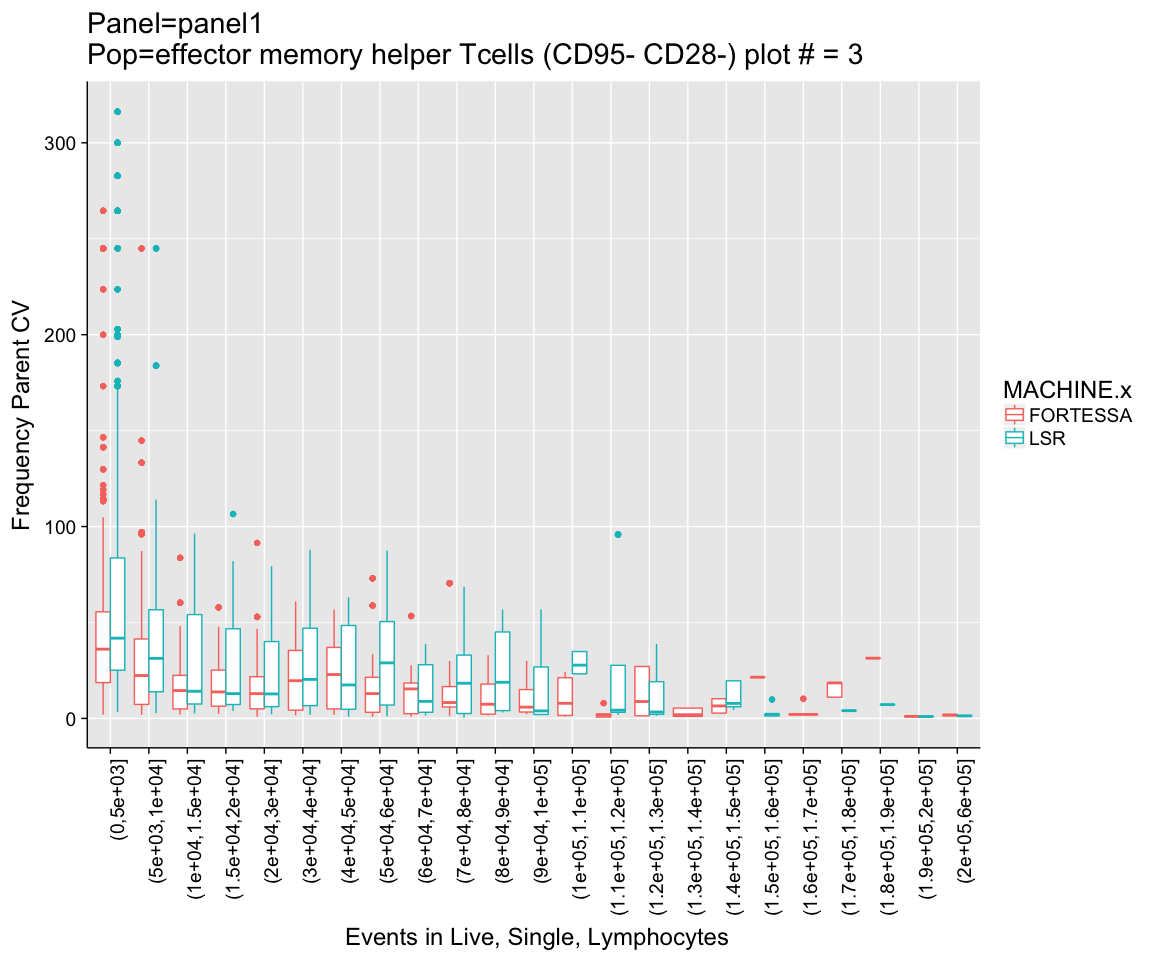 Panel=panel1
Pop=effector memory helper Tcells (CD95- CD28-) plot # = 3
Frequency Parent CV
300
200
100
0
(0,5e+03]
(5e+03,1e+04]
(1e+04,1.5e+04]
(1.5e+04,2e+04]
(2e+04,3e+04]
(3e+04,4e+04]
(4e+04,5e+04]
(5e+04,6e+04]
(6e+04,7e+04]
(7e+04,8e+04]
(8e+04,9e+04]
(9e+04,1e+05]
(1e+05,1.1e+05]
(1.1e+05,1.2e+05]
(1.2e+05,1.3e+05]
(1.3e+05,1.4e+05]
(1.4e+05,1.5e+05]
(1.5e+05,1.6e+05]
(1.6e+05,1.7e+05]
(1.7e+05,1.8e+05]
(1.8e+05,1.9e+05]
(1.9e+05,2e+05]
(2e+05,6e+05]
Events in Live, Single, Lymphocytes
MACHINE.x
FORTESSA
LSR